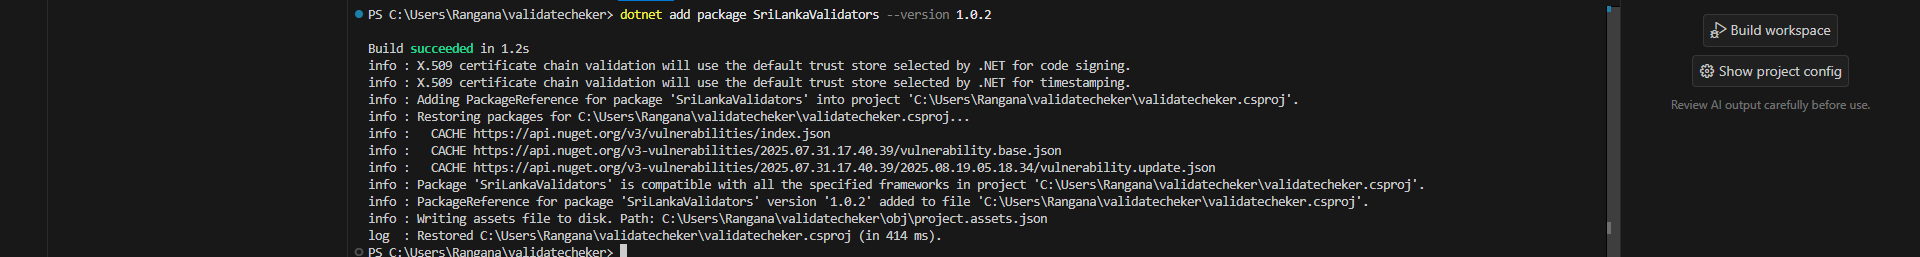 PS C:\Users\Rangana\validatecheker> dotnet add package SriLankaValidators --version 1.0.2
Build succeeded in 1.2s
info : X.509 certificate chain validation will use the default trust store selected by .NET for code signing.
info : X.509 certificate chain validation will use the default trust store selected by .NET for timestamping.
info : Adding PackageReference for package 'SriLankaValidators' into project 'C:\Users\Rangana\validatecheker\validatecheker.csproj'.
info : Restoring packages for C:\Users\Rangana\validatecheker\validatecheker.csproj...
info :   CACHE https://api.nuget.org/v3/vulnerabilities/index.json
info :   CACHE https://api.nuget.org/v3-vulnerabilities/2025.07.31.17.40.39/vulnerability.base.json
info :   CACHE https://api.nuget.org/v3-vulnerabilities/2025.07.31.17.40.39/2025.08.19.05.18.34/vulnerability.update.json
info : Package 'SriLankaValidators' is compatible with all the specified frameworks in project 'C:\Users\Rangana\validatecheker\validatecheker.csproj'.
info : PackageReference for package 'SriLankaValidators' version '1.0.2' added to file 'C:\Users\Rangana\validatecheker\validatecheker.csproj'.
info : Writing assets file to disk. Path: C:\Users\Rangana\validatecheker\obj\project.assets.json
log  : Restored C:\Users\Rangana\validatecheker\validatecheker.csproj (in 414 ms).
PS C:\Users\Rangana\validatecheker>
Build workspace
Show project config
Review AI output carefully before use.